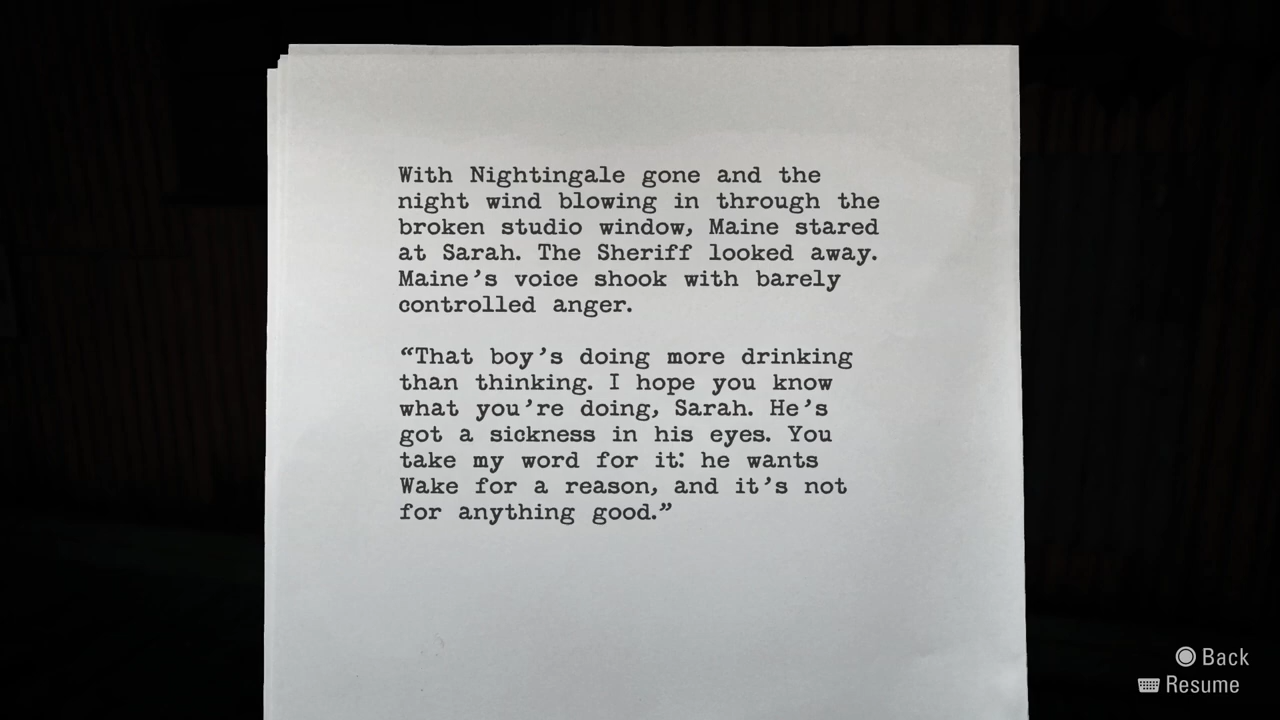 With Nightingale gone and the
night wind blowing in through the
broken studio window, Maine stared
at Sarah. The Sheriff looked away.
Maine’s voice shook with barely
controlled anger.
“That boy’s doing more drinking
than thinking. I hope you know
what you’re doing, Sarah. He’s
got a sickness in his eyes. You
take my word for it: he wants
Wake for a reason, and it’s not
for anything good.”
Back
Resume